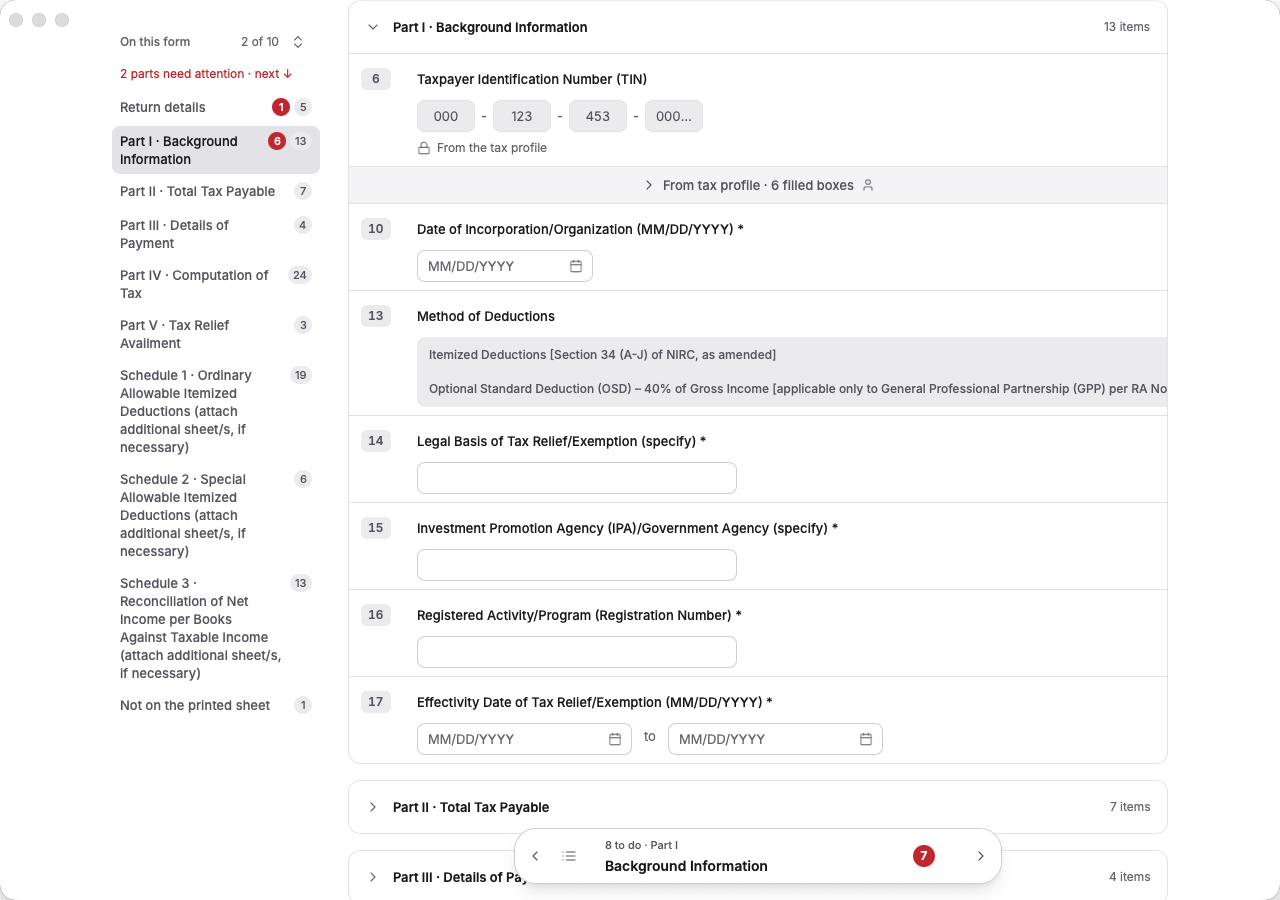 On this form
2 of 10
2 parts need attention · next ↓
Return details
1
5
Part I · Background
Information
6
13
Part II · Total Tax Payable
7
Part III · Details of
Payment
4
Part IV · Computation of
Tax
24
Part V · Tax Relief
Availment
3
Schedule 1 · Ordinary
Allowable Itemized
Deductions (attach
additional sheet/s, if
necessary)
19
Schedule 2 · Special
Allowable Itemized
Deductions (attach
additional sheet/s, if
necessary)
6
Schedule 3 ·
Reconciliation of Net
Income per Books
Against Taxable Income
(attach additional sheet/s,
if necessary)
13
Not on the printed sheet
1
Part I · Background Information
13 items
6
Taxpayer Identification Number (TIN)
000 - 123 - 453 - 000...
From the tax profile
From tax profile · 6 filled boxes
10
Date of Incorporation/Organization (MM/DD/YYYY) *
MM/DD/YYYY
13
Method of Deductions
Itemized Deductions [Section 34 (A-J) of NIRC, as amended]
Optional Standard Deduction (OSD) – 40% of Gross Income [applicable only to General Professional Partnership (GPP) per RA No
14
Legal Basis of Tax Relief/Exemption (specify) *
15
Investment Promotion Agency (IPA)/Government Agency (specify) *
16
Registered Activity/Program (Registration Number) *
17
Effectivity Date of Tax Relief/Exemption (MM/DD/YYYY) *
MM/DD/YYYY to MM/DD/YYYY
Part II · Total Tax Payable
7 items
8 to do · Part I
Background Information
7
Part III · Details of Pay
4 items